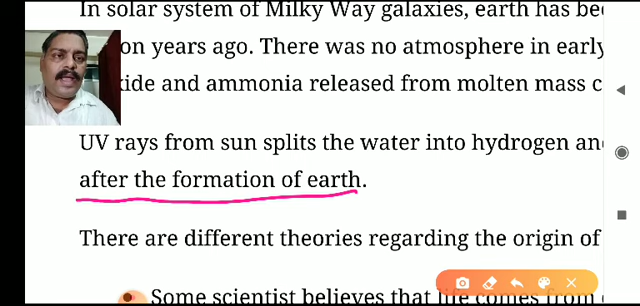 In solar system of Milky Way galaxies, earth has be
on years ago. There was no atmosphere in early
ide and ammonia released from molten mass c
UV rays from sun splits the water into hydrogen an
after the formation of earth.
There are different theories regarding the origin of
Some scientist believes that life comes from